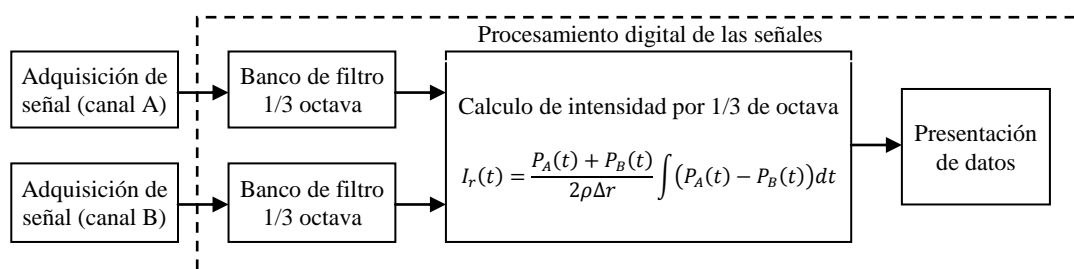 Procesamiento digital de las señales
Adquisición de
señal (canal A)
Banco de filtro
1/3 octava
Calculo de intensidad por 1/3 de octava
I_r(t) = \frac{P_A(t) + P_B(t)}{2ρΔr} ∫(P_A(t) − P_B(t))dt
Presentación
de datos
Adquisición de
señal (canal B)
Banco de filtro
1/3 octava